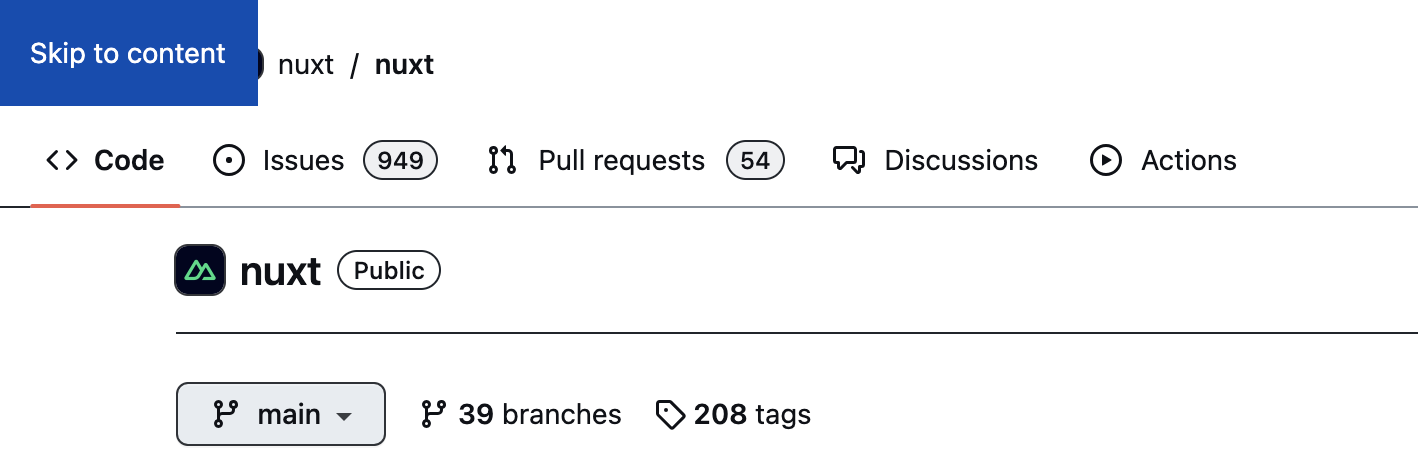 Skip to content
nuxt / nuxt
Code Issues 949 Pull requests 54 Discussions Actions
nuxt Public
main 39 branches 208 tags